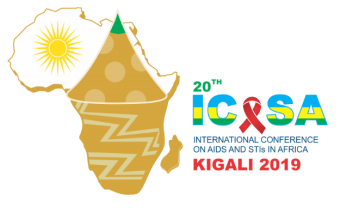 20TH
ICASA
INTERNATIONAL CONFERENCE
ON AIDS AND STIs IN AFRICA
KIGALI 2019